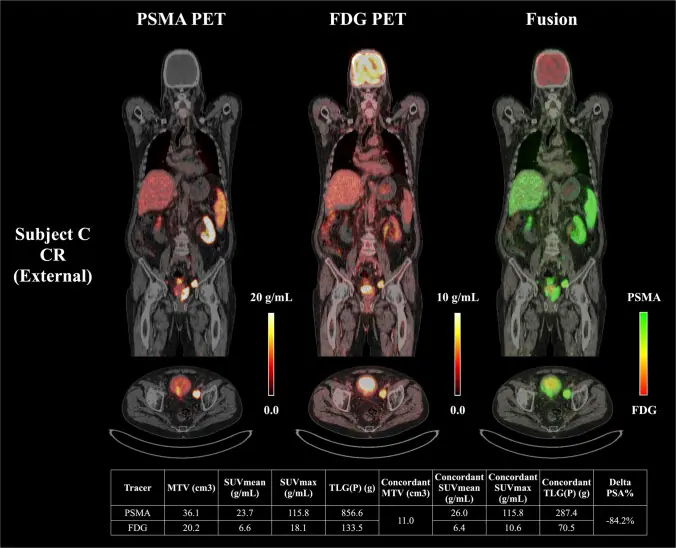 PSMA PET FDG PET Fusion
Subject C
CR
(External)
20 g/mL 10 g/mL PSMA
0.0 0.0 FDG
Tracer MTV (cm3) SUVmean (g/mL) SUVmax (g/mL) TLG(P) (g) Concordant MTV (cm3) Concordant SUVmean (g/mL) Concordant SUVmax (g/mL) Concordant TLG(P) (g) Delta PSA%
PSMA 36.1 23.7 115.8 856.6 11.0 26.0 115.8 287.4 -84.2%
FDG 20.2 6.6 18.1 133.5 6.4 10.6 70.5